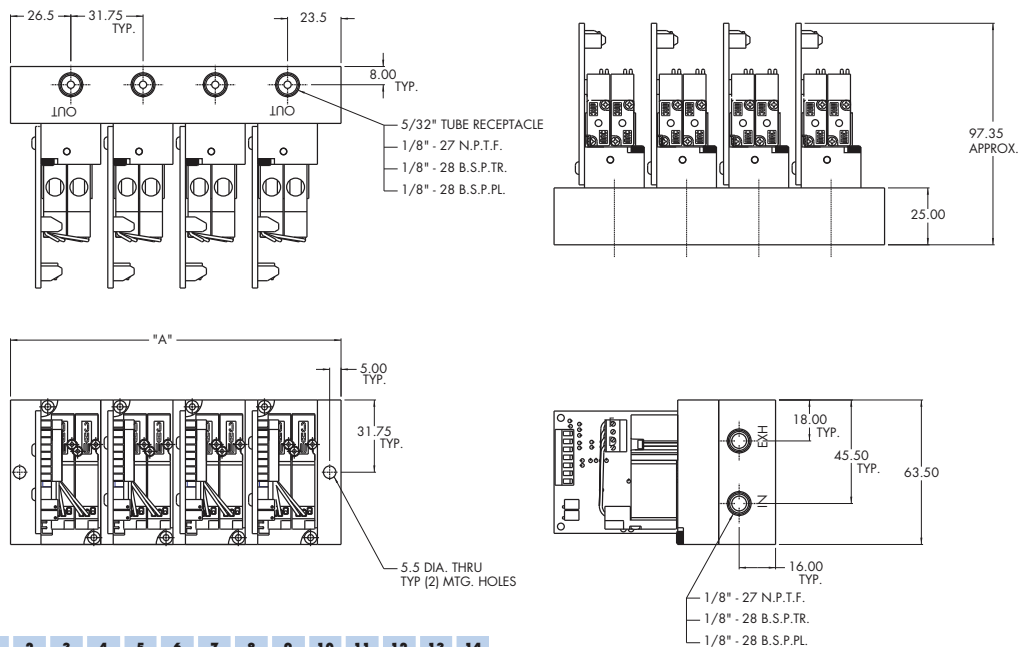 26.5
31.75
TYP.
23.5
8.00
TYP.
OUT
OUT
5/32" TUBE RECEPTACLE
1/8" - 27 N.P.T.F.
1/8" - 28 B.S.P.TR.
1/8" - 28 B.S.P.PL.
97.35
APPROX.
25.00
"A"
5.00
TYP.
31.75
TYP.
5.5 DIA. THRU
TYP (2) MTG. HOLES
EXH
IN
18.00
TYP.
45.50
TYP.
63.50
16.00
TYP.
1/8" - 27 N.P.T.F.
1/8" - 28 B.S.P.TR.
1/8" - 28 B.S.P.PL.
2 3 4 5 6 7 8 9 10 11 12 13 14